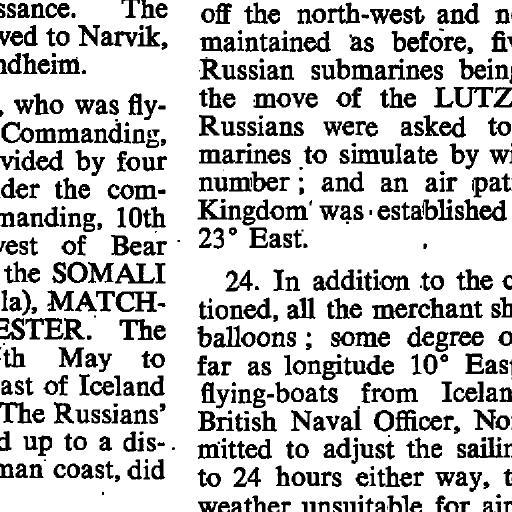 ssance. The
ved to Narvik,
ndheim.
, who was fly-
Commanding,
vided by four
der the com-
manding, 10th
vest of Bear
the SOMALI
la), MATCH-
ESTER. The
th May to
ast of Iceland
The Russians'
d up to a dis-
man coast, did
off the north-west and n
maintained as before, fiv
Russian submarines being
the move of the LUTZ
Russians were asked to
marines to simulate by wi
number; and an air pat
Kingdom was established
23° East.
24. In addition to the c
tioned, all the merchant sh
balloons; some degree o
far as longitude 10° East
flying-boats from Icelan
British Naval Officer, No
mitted to adjust the sailin
to 24 hours either way, t
weather unsuitable for air